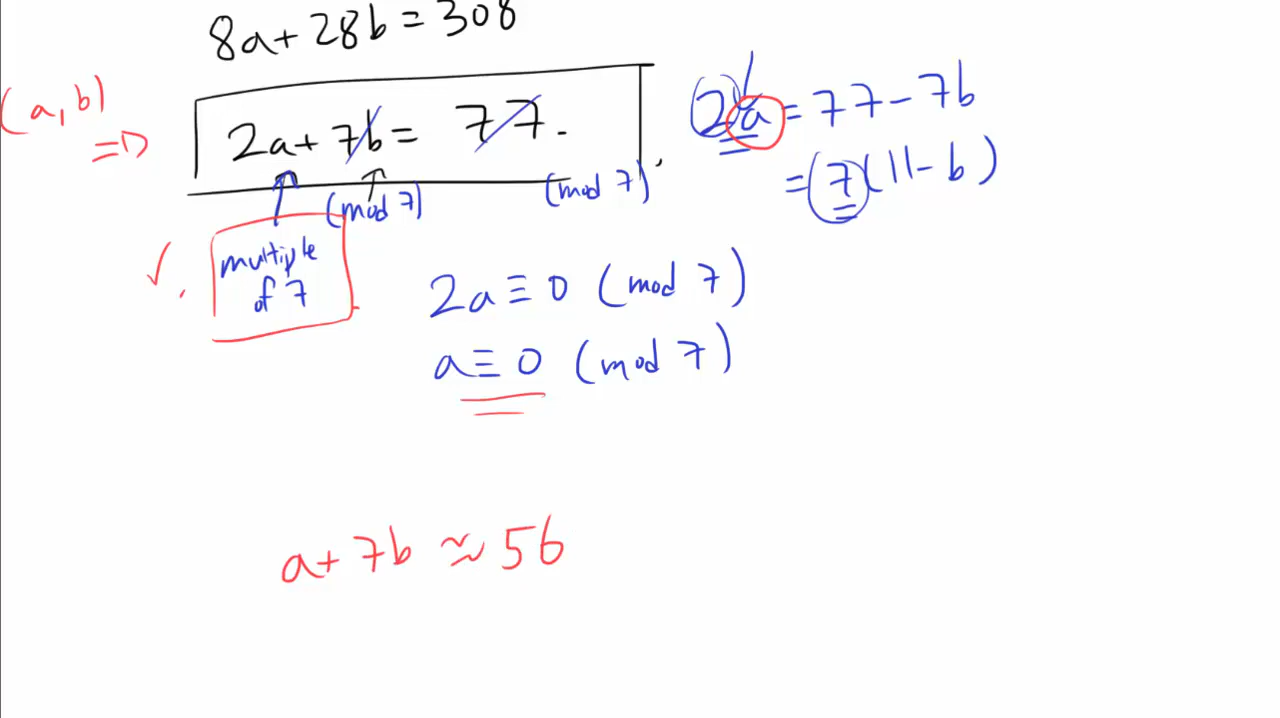 8a + 28b = 308
(a, b) =>
2a + 7b = 77.
(mod 7) (mod 7)
multiple
of 7
2a = 77 - 7b
= 7(11 - b)
2a ≡ 0 (mod 7)
a ≡ 0 (mod 7)
a + 7b ≈ 56